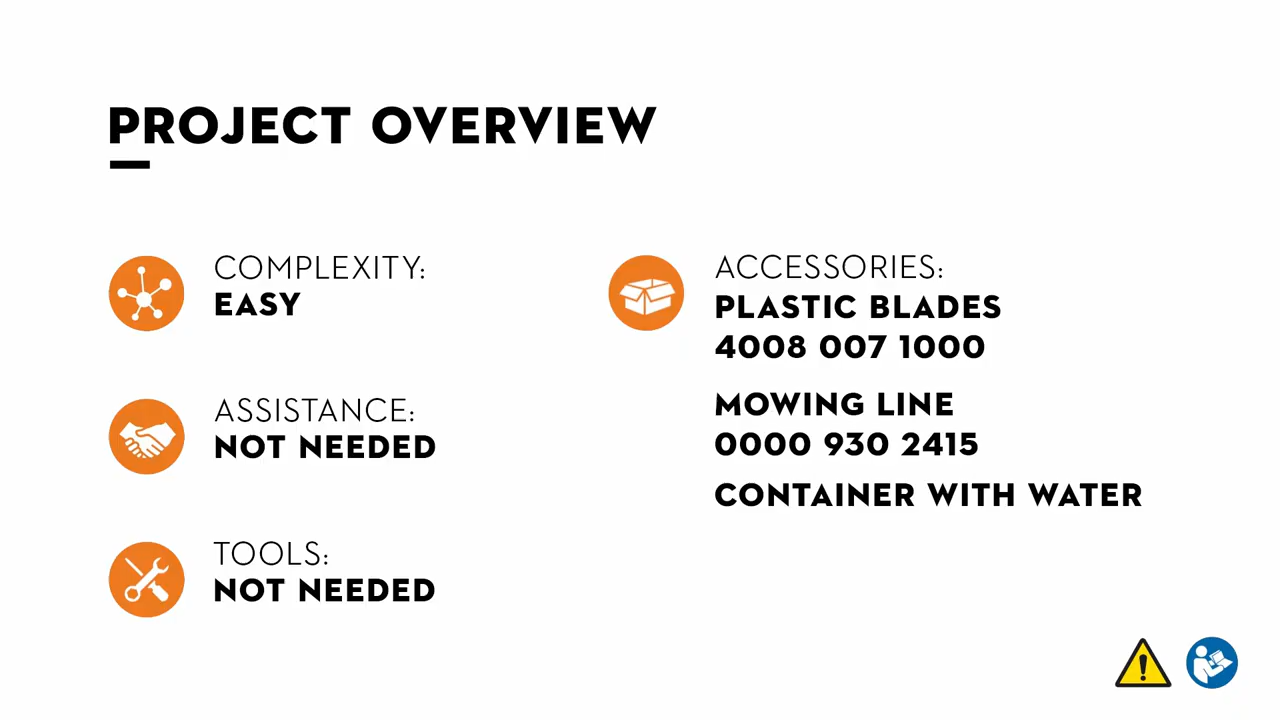 PROJECT OVERVIEW
COMPLEXITY:
EASY
ASSISTANCE:
NOT NEEDED
TOOLS:
NOT NEEDED
ACCESSORIES:
PLASTIC BLADES
4008 007 1000
MOWING LINE
0000 930 2415
CONTAINER WITH WATER